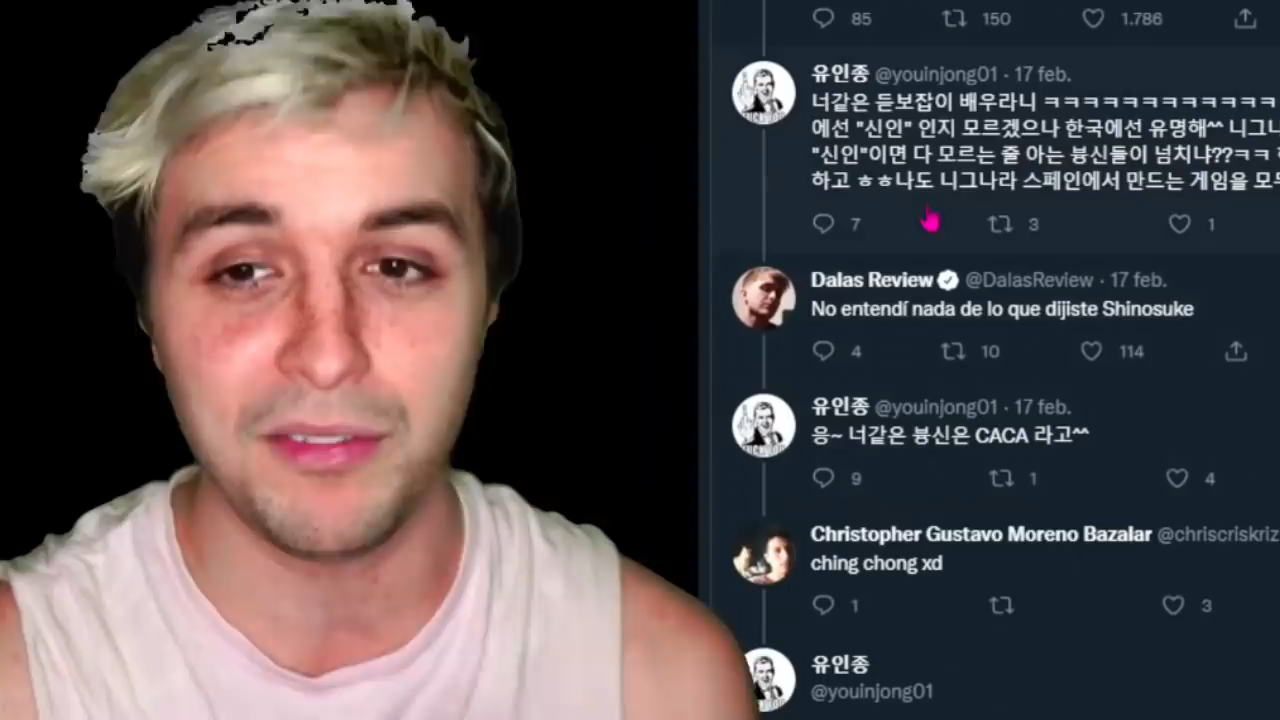 85 150 1.786
유인종 @youinjong01 · 17 feb.
너같은 듣보잡이 배우라니 ㅋㅋㅋㅋㅋㅋㅋㅋㅋㅋㅋㅋ
에선 "신인" 인지 모르겠으나 한국에선 유명해^^ 니그나
"신인"이면 다 모르는 줄 아는 븅신들이 넘치냐??ㅋㅋ
하고 ㅎㅎ나도 니그나라 스페인에서 만드는 게임을 모두
7 3 1
Dalas Review @DalasReview · 17 feb.
No entendí nada de lo que dijiste Shinosuke
4 10 114
유인종 @youinjong01 · 17 feb.
응~ 너같은 븅신은 CACA 라고^^
9 1 4
Christopher Gustavo Moreno Bazalar @chriscriskriz
ching chong xd
1 3
유인종
@youinjong01